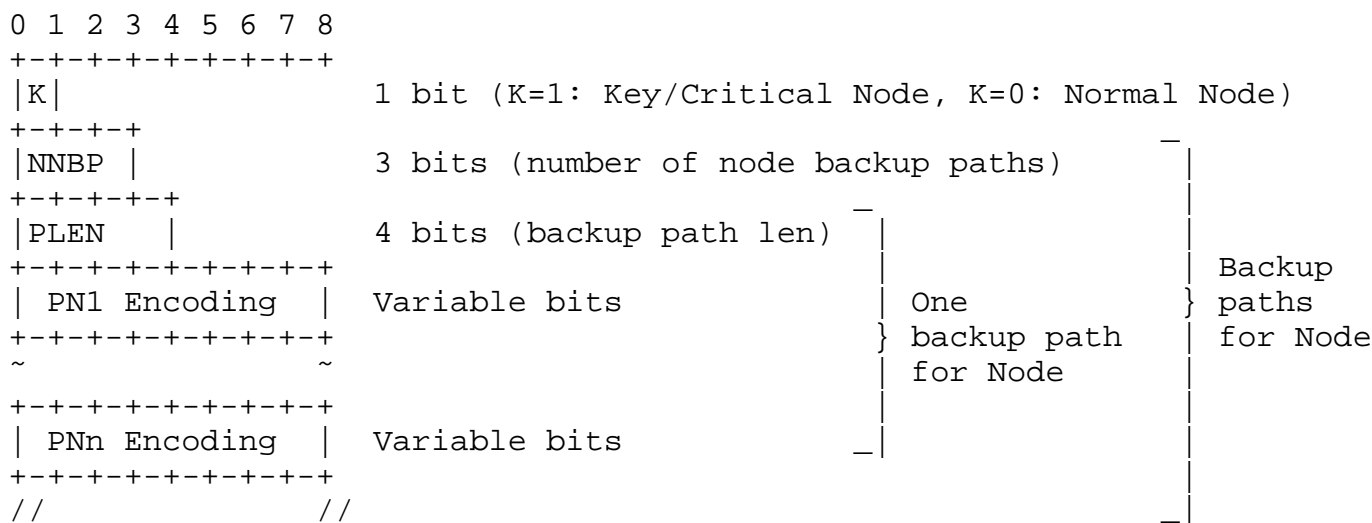 0 1 2 3 4 5 6 7 8
+-+-+-+-+-+-+-+-+
|K|                1 bit (K=1: Key/Critical Node, K=0: Normal Node)
+-+-+-+                                                      _
|NNBP |            3 bits (number of node backup paths)       |
+-+-+-+-+                                    _                |
|PLEN   |          4 bits (backup path len)   |               |
+-+-+-+-+-+-+-+-+                             |               | Backup
| PN1 Encoding  |  Variable bits              | One           } paths
+-+-+-+-+-+-+-+-+                             } backup path   | for Node
~               ~                             | for Node      |
+-+-+-+-+-+-+-+-+                             |               |
| PNn Encoding  |  Variable bits             _|               |
+-+-+-+-+-+-+-+-+                                             |
//              //                                           _|